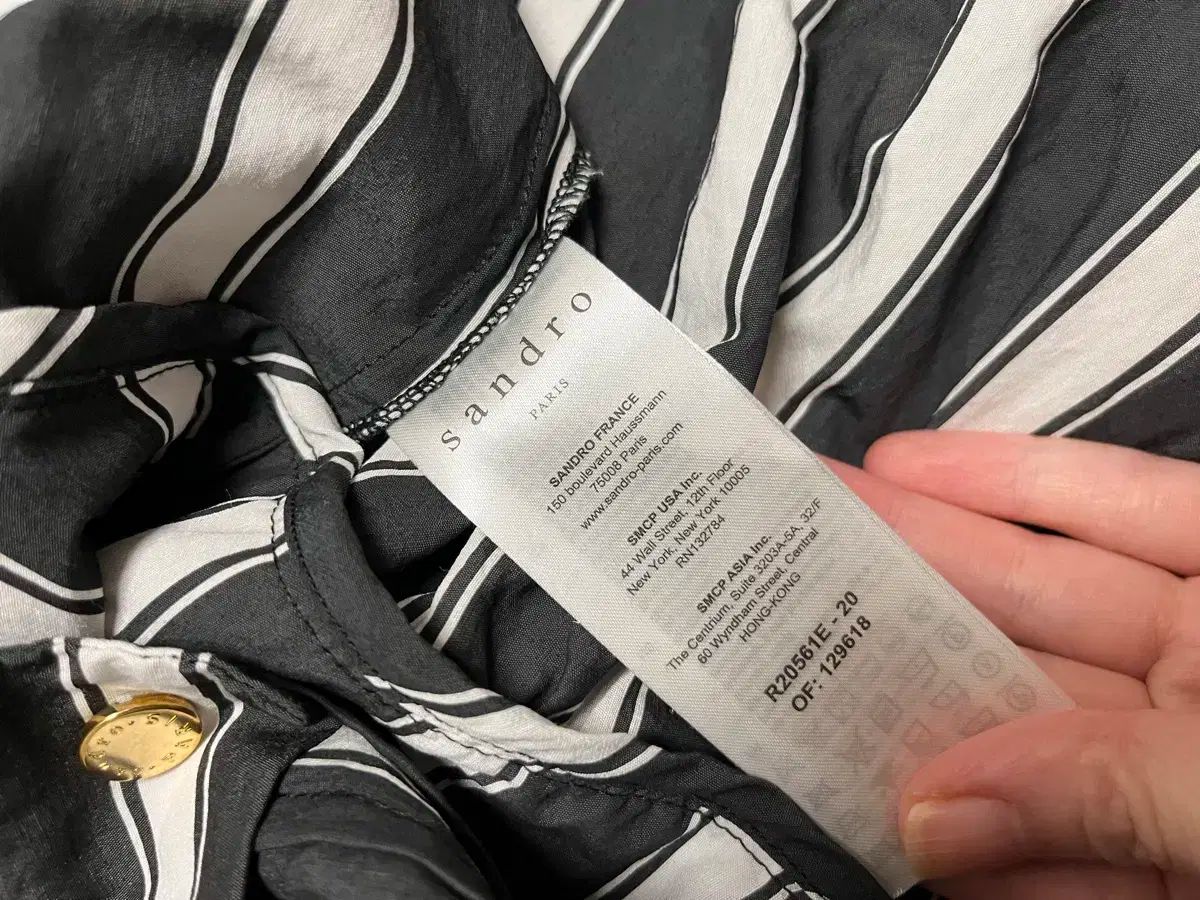 sandro
PARIS
SANDRO FRANCE
150 boulevard Haussmann
75008 Paris
www.sandro-paris.com
SMCP USA Inc.
44 Wall Street, 12th Floor
New York, New York 10005
RN132784
SMCP ASIA Inc.
The Centrium, Suite 3203A-5A, 32/F
60 Wyndham Street, Central
HONG-KONG
R20561E - 20
OF: 129618